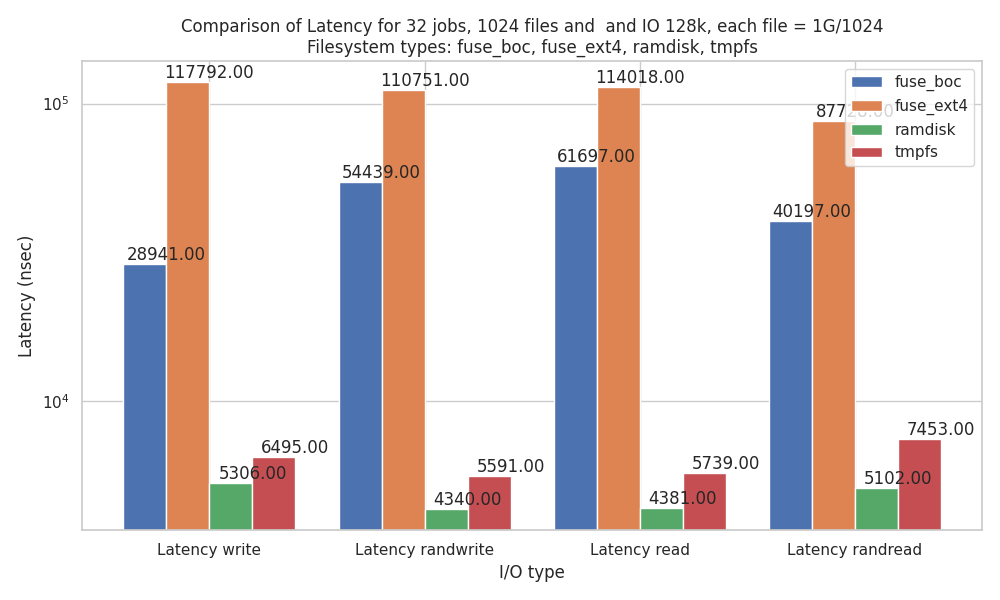 Comparison of Latency for 32 jobs, 1024 files and  and IO 128k, each file = 1G/1024
Filesystem types: fuse_boc, fuse_ext4, ramdisk, tmpfs
fuse_boc
fuse_ext4
ramdisk
tmpfs
Latency (nsec)
10^5
10^4
28941.00
117792.00
5306.00
6495.00
54439.00
110751.00
4340.00
5591.00
61697.00
114018.00
4381.00
5739.00
40197.00
5102.00
7453.00
Latency write
Latency randwrite
Latency read
Latency randread
I/O type